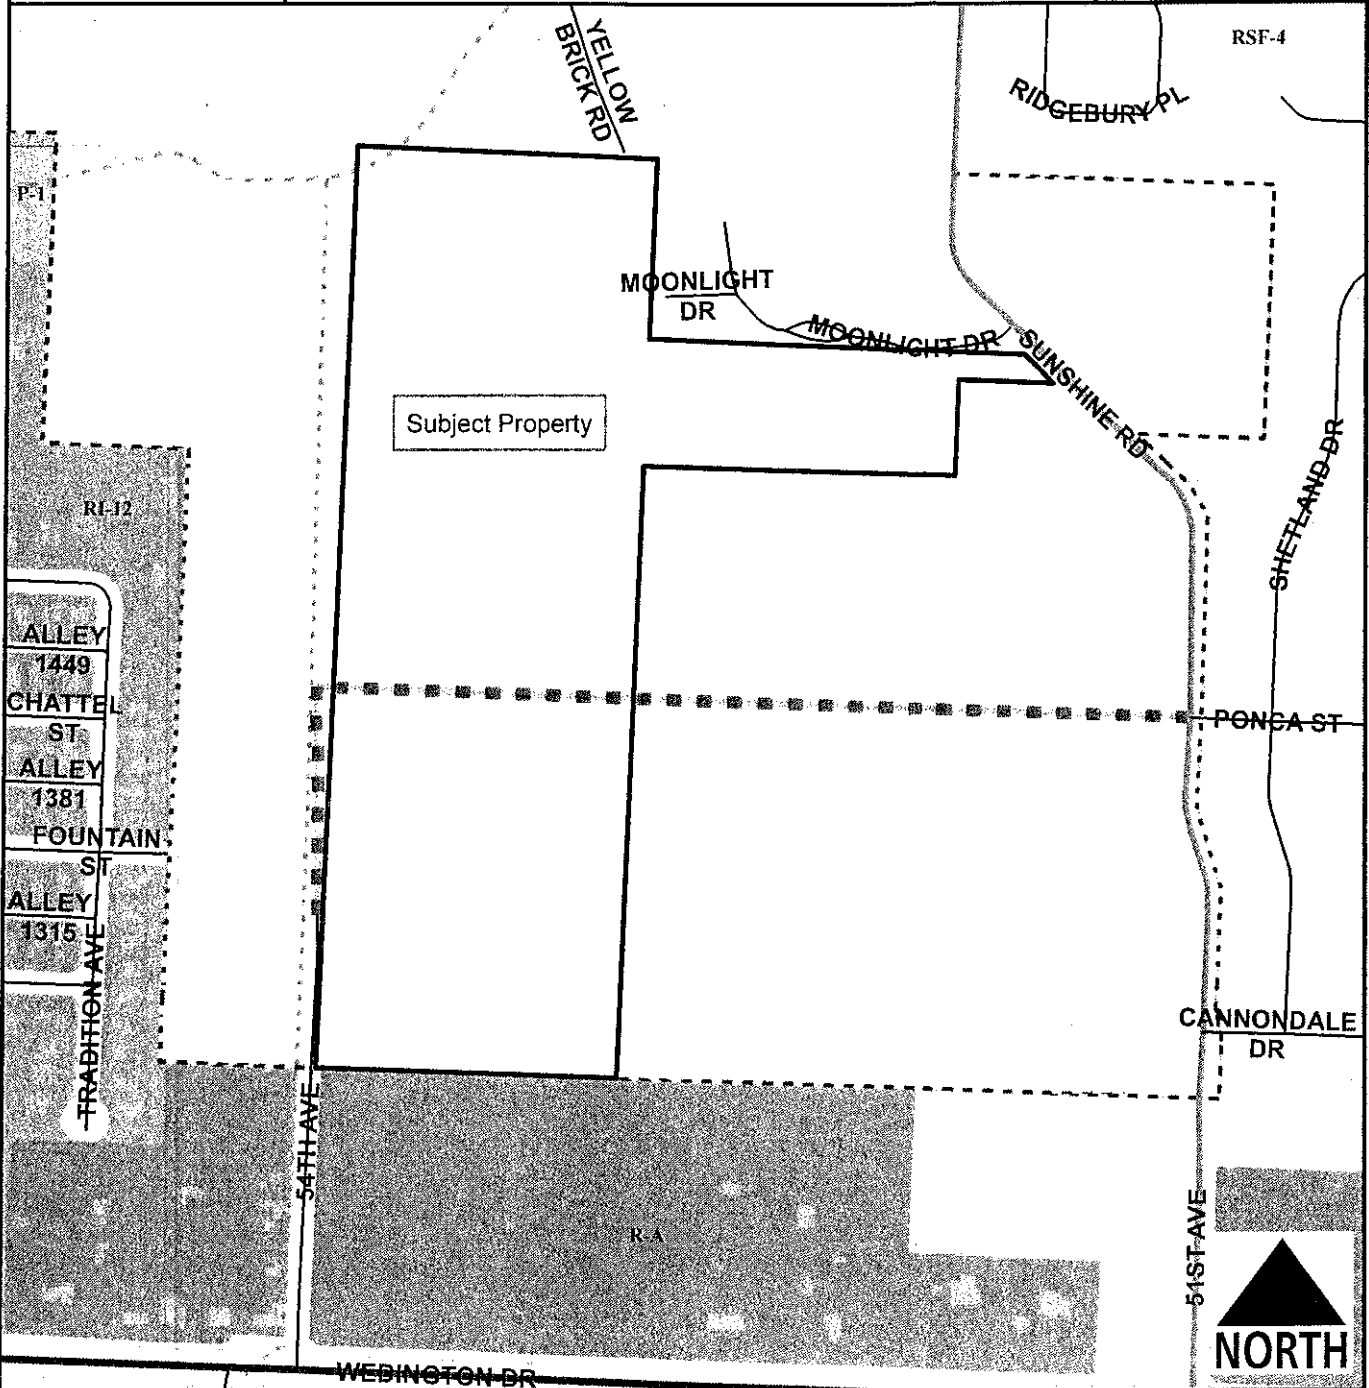 YELLOW
BRICK RD
RSF-4
RIDGEBURY PL
P-1
MOONLIGHT
DR
MOONLIGHT DR
SUNSHINE RD
Subject Property
SHETLAND DR
RI-12
ALLEY
1449
CHATTEL
ST
ALLEY
1381
FOUNTAIN
ST
ALLEY
1315
TRADITION AVE
PONCA ST
CANNONDALE
DR
54TH AVE
R-A
51ST AVE
NORTH
WEDINGTON DR